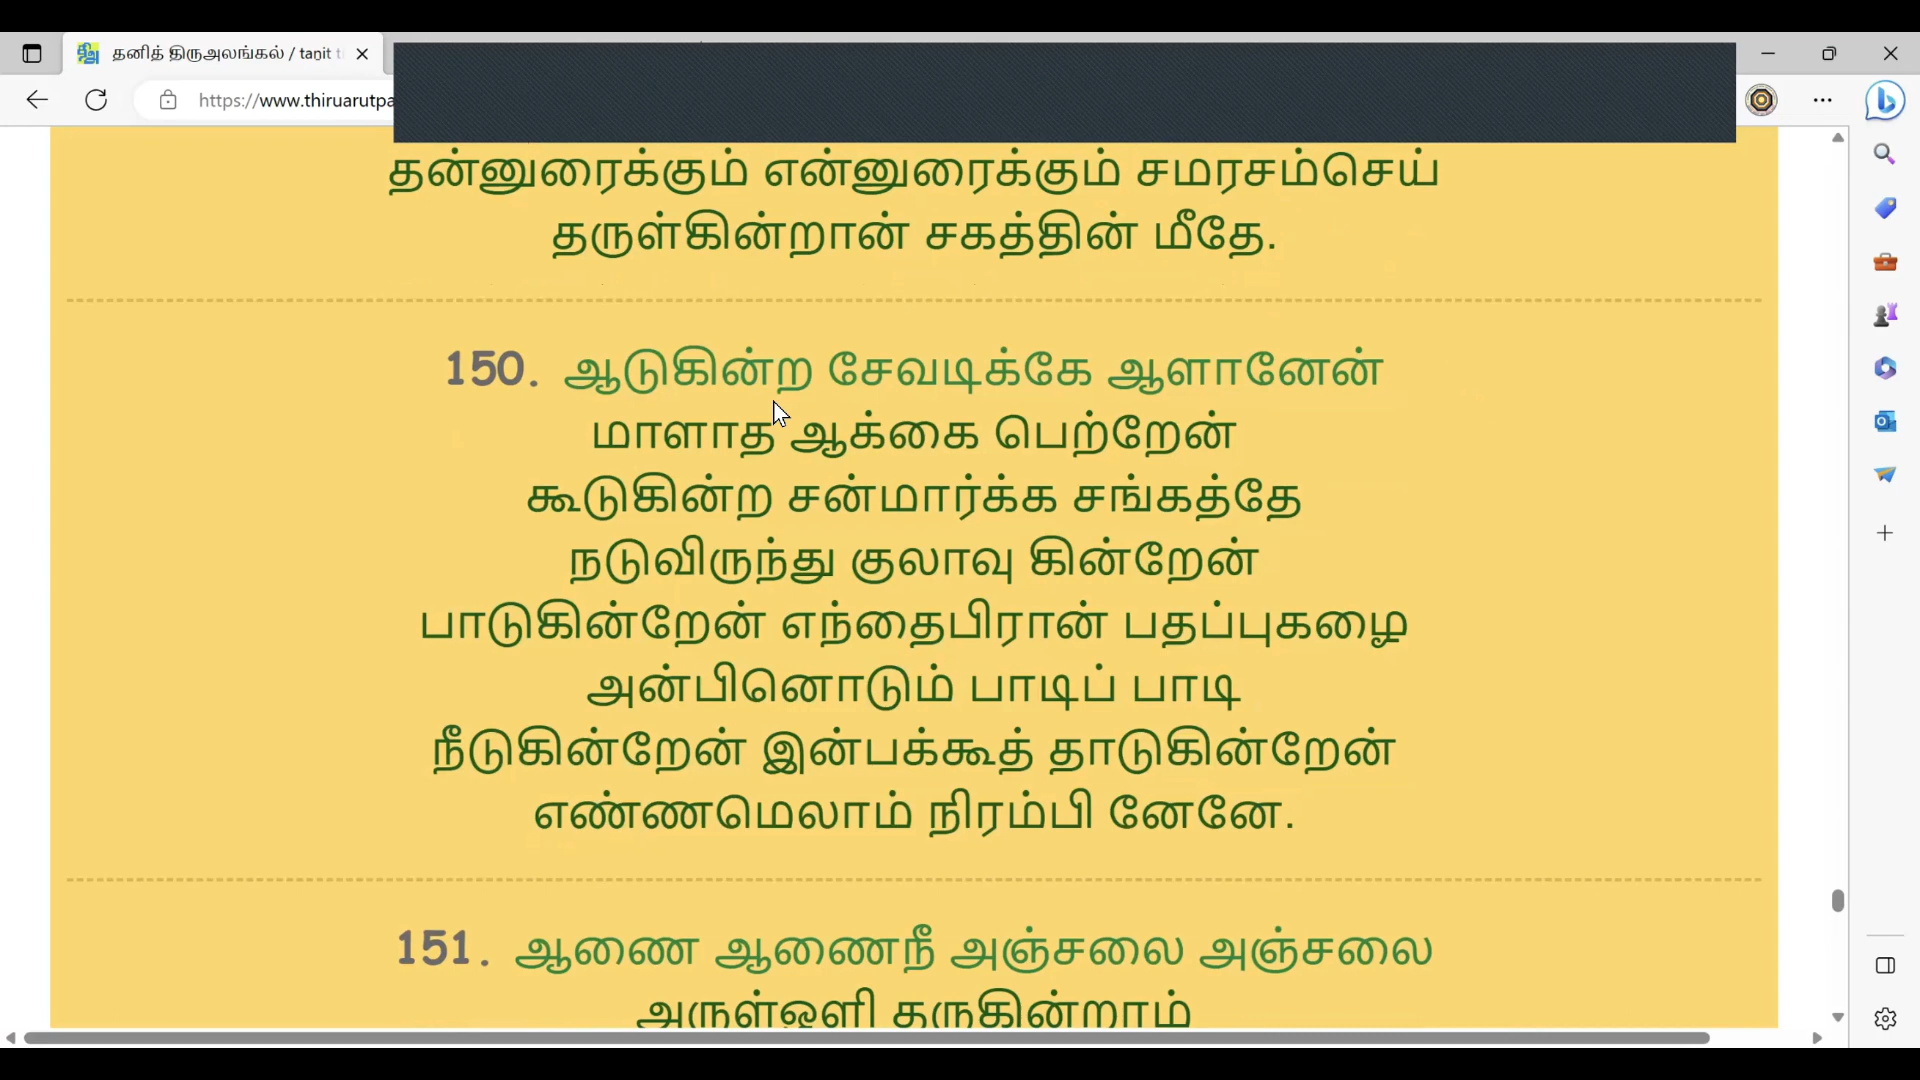 தனித் திருஅலங்கல் / tanit
https://www.thiruarutpa
தன்னுரைக்கும் என்னுரைக்கும் சமரசம்செய்
தருள்கின்றான் சகத்தின் மீதே.
150. ஆடுகின்ற சேவடிக்கே ஆளானேன்
மாளாத ஆக்கை பெற்றேன்
கூடுகின்ற சன்மார்க்க சங்கத்தே
நடுவிருந்து குலாவு கின்றேன்
பாடுகின்றேன் எந்தைபிரான் பதப்புகழை
அன்பினொடும் பாடிப் பாடி
நீடுகின்றேன் இன்பக்கூத் தாடுகின்றேன்
எண்ணமெலாம் நிரம்பி னேனே.
151. ஆணை ஆணைநீ அஞ்சலை அஞ்சலை
அருள்ஒளி தருகின்றாம்